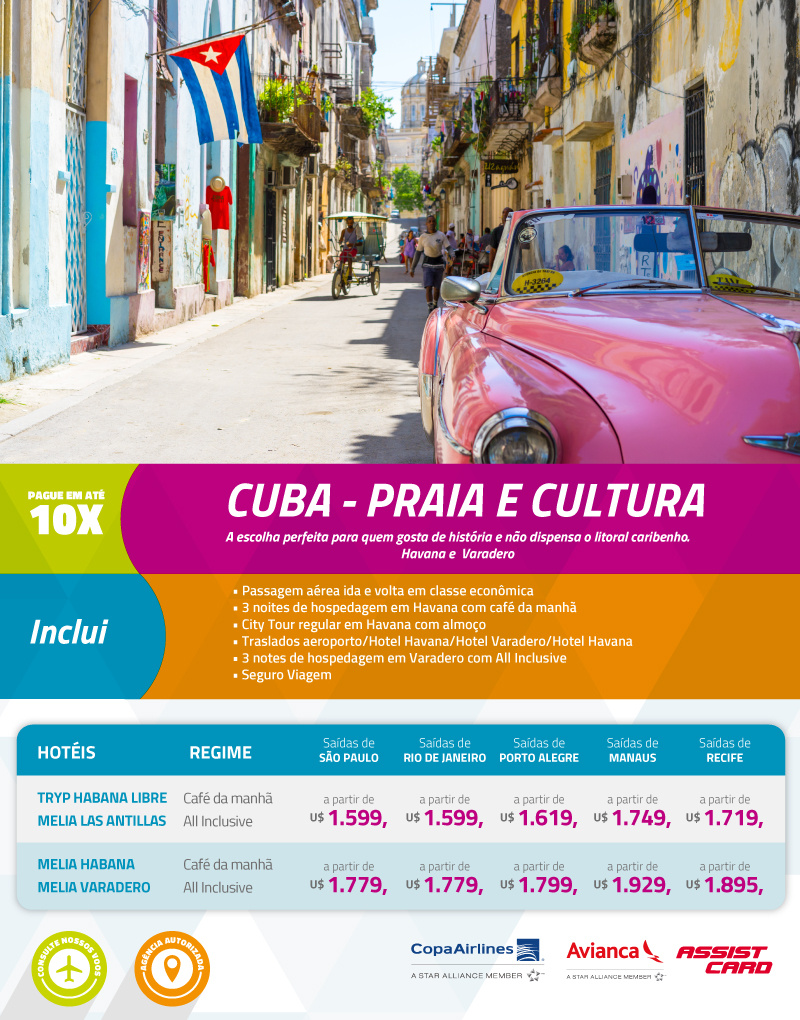 H-3264
TAXI
PAGUE EM ATÉ
10X
CUBA - PRAIA E CULTURA
A escolha perfeita para quem gosta de história e não dispensa o litoral caribenho.
Havana e Varadero
Inclui
• Passagem aérea ida e volta em classe econômica
• 3 noites de hospedagem em Havana com café da manhã
• City Tour regular em Havana com almoço
• Traslados aeroporto/Hotel Havana/Hotel Varadero/Hotel Havana
• 3 notes de hospedagem em Varadero com All Inclusive
• Seguro Viagem
HOTÉIS REGIME Saídas de SÃO PAULO Saídas de RIO DE JANEIRO Saídas de PORTO ALEGRE Saídas de MANAUS Saídas de RECIFE
TRYP HABANA LIBRE Café da manhã a partir de a partir de a partir de a partir de a partir de
MELIA LAS ANTILLAS All Inclusive U$ 1.599, U$ 1.599, U$ 1.619, U$ 1.749, U$ 1.719,
MELIA HABANA Café da manhã a partir de a partir de a partir de a partir de a partir de
MELIA VARADERO All Inclusive U$ 1.779, U$ 1.779, U$ 1.799, U$ 1.929, U$ 1.895,
CONSULTE NOSSOS VOOS
AGÊNCIA AUTORIZADA
CopaAirlines
A STAR ALLIANCE MEMBER
Avianca
A STAR ALLIANCE MEMBER
ASSIST
CARD